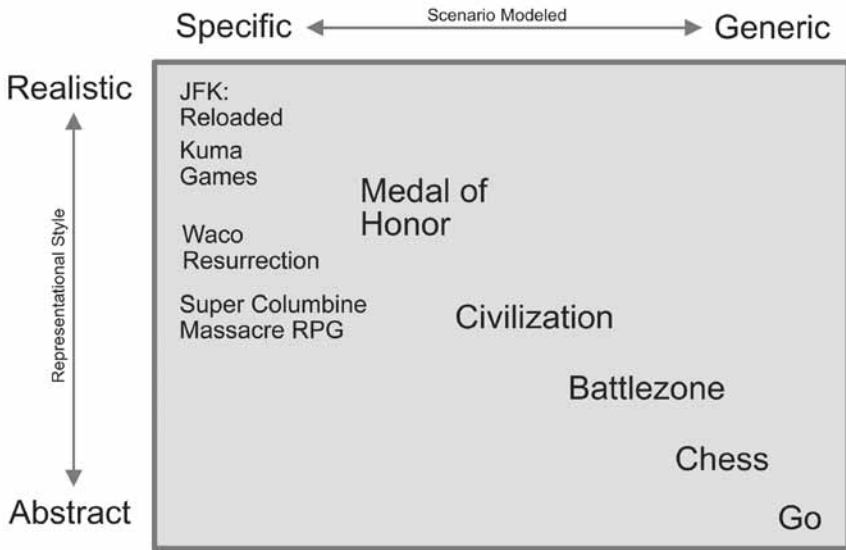 Specific
Scenario Modeled
Generic
Realistic
Representational Style
Abstract
JFK:
Reloaded
Kuma
Games
Medal of
Honor
Waco
Resurrection
Super Columbine
Massacre RPG
Civilization
Battlezone
Chess
Go